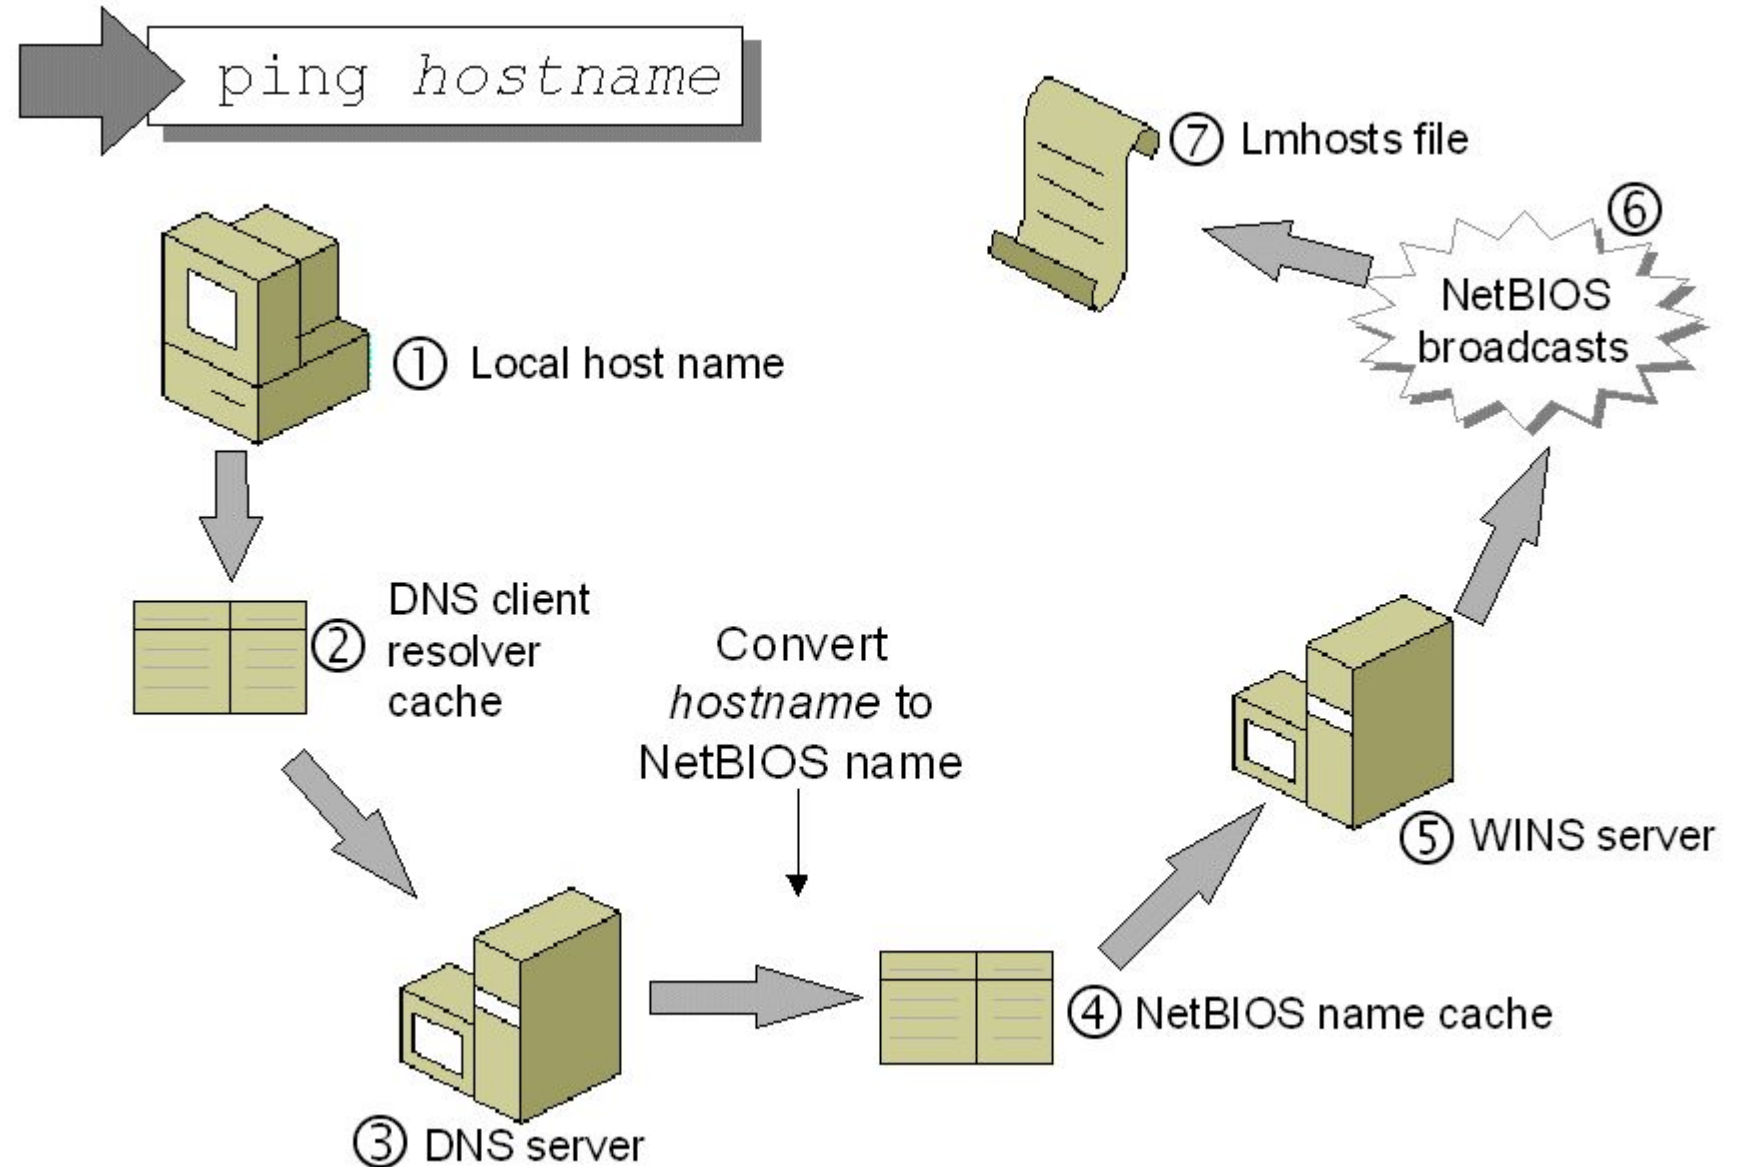 ping hostname
① Local host name
② DNS client
resolver
cache
③ DNS server
Convert
hostname to
NetBIOS name
④ NetBIOS name cache
⑤ WINS server
⑥
NetBIOS
broadcasts
⑦ Lmhosts file